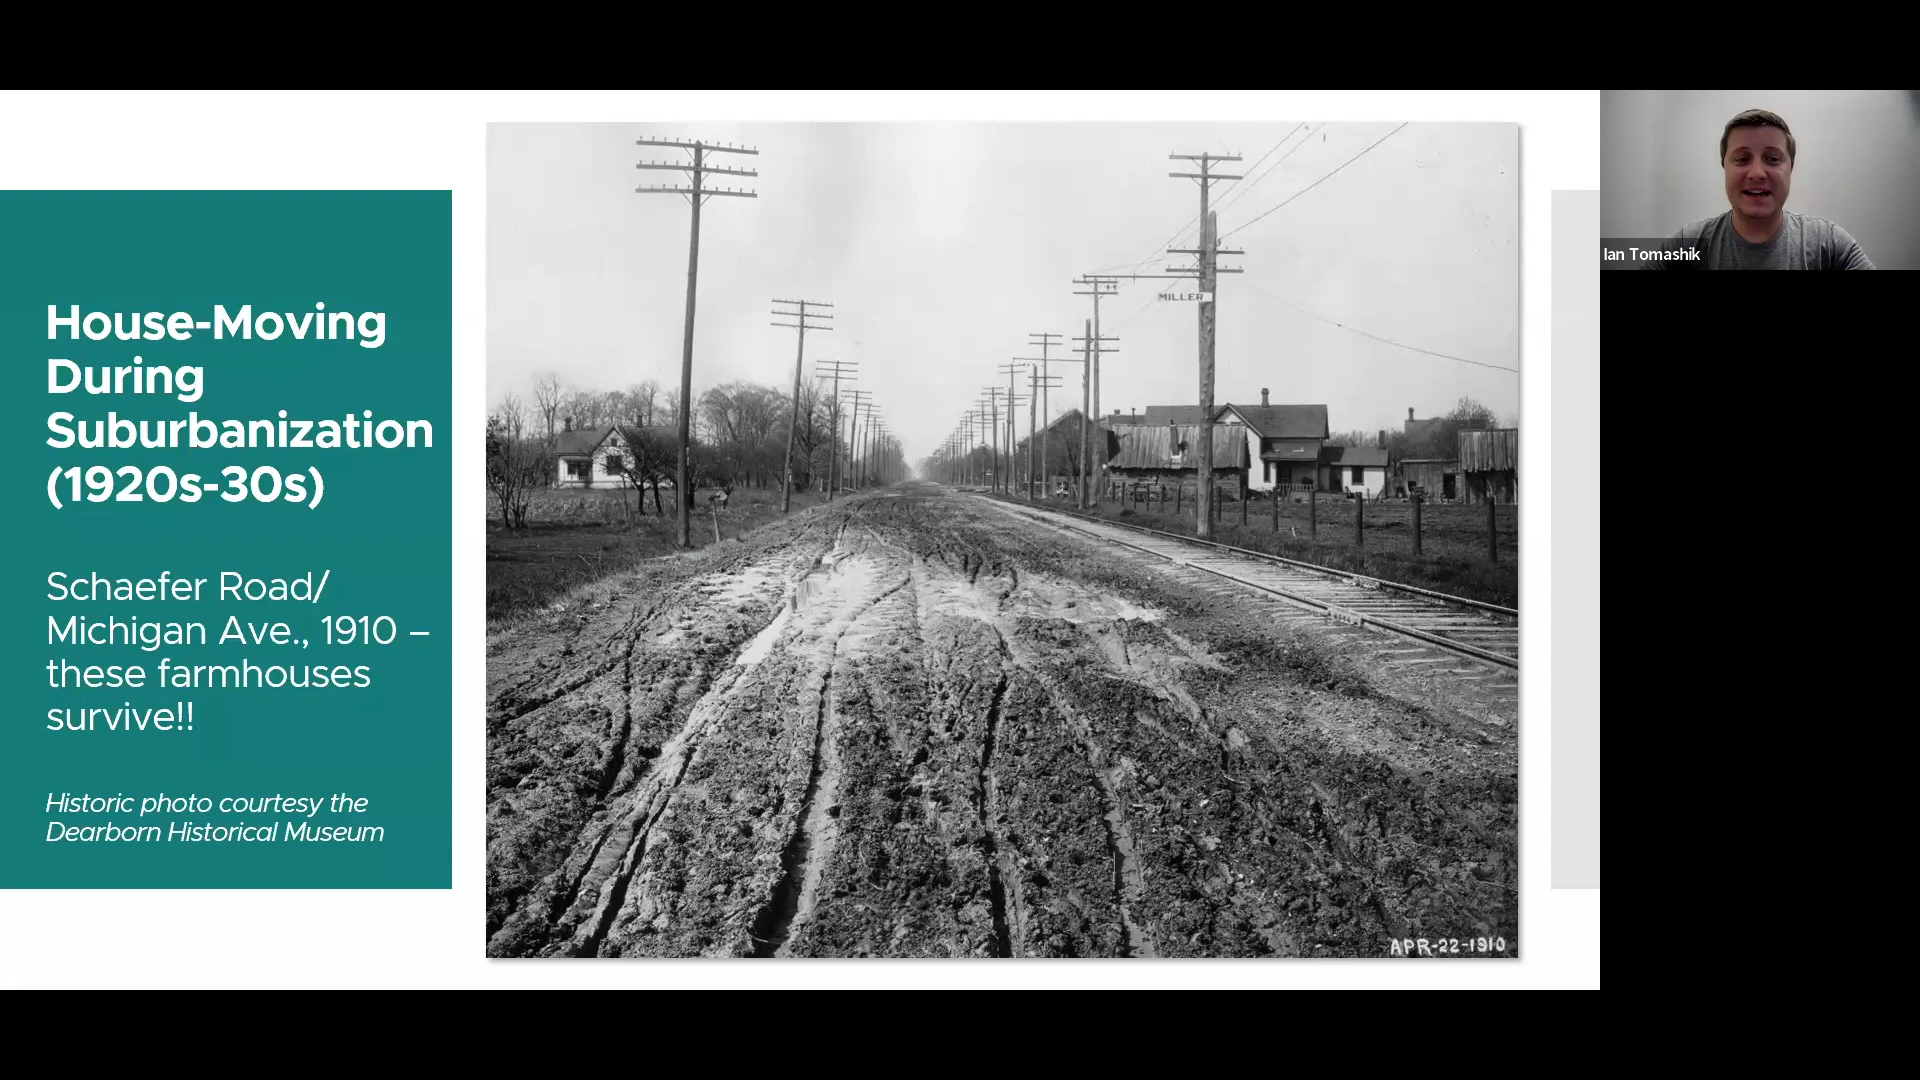 House-Moving
During
Suburbanization
(1920s-30s)
Schaefer Road/
Michigan Ave., 1910 –
these farmhouses
survive!!
Historic photo courtesy the
Dearborn Historical Museum
MILLER
APR-22-1910
Ian Tomashik